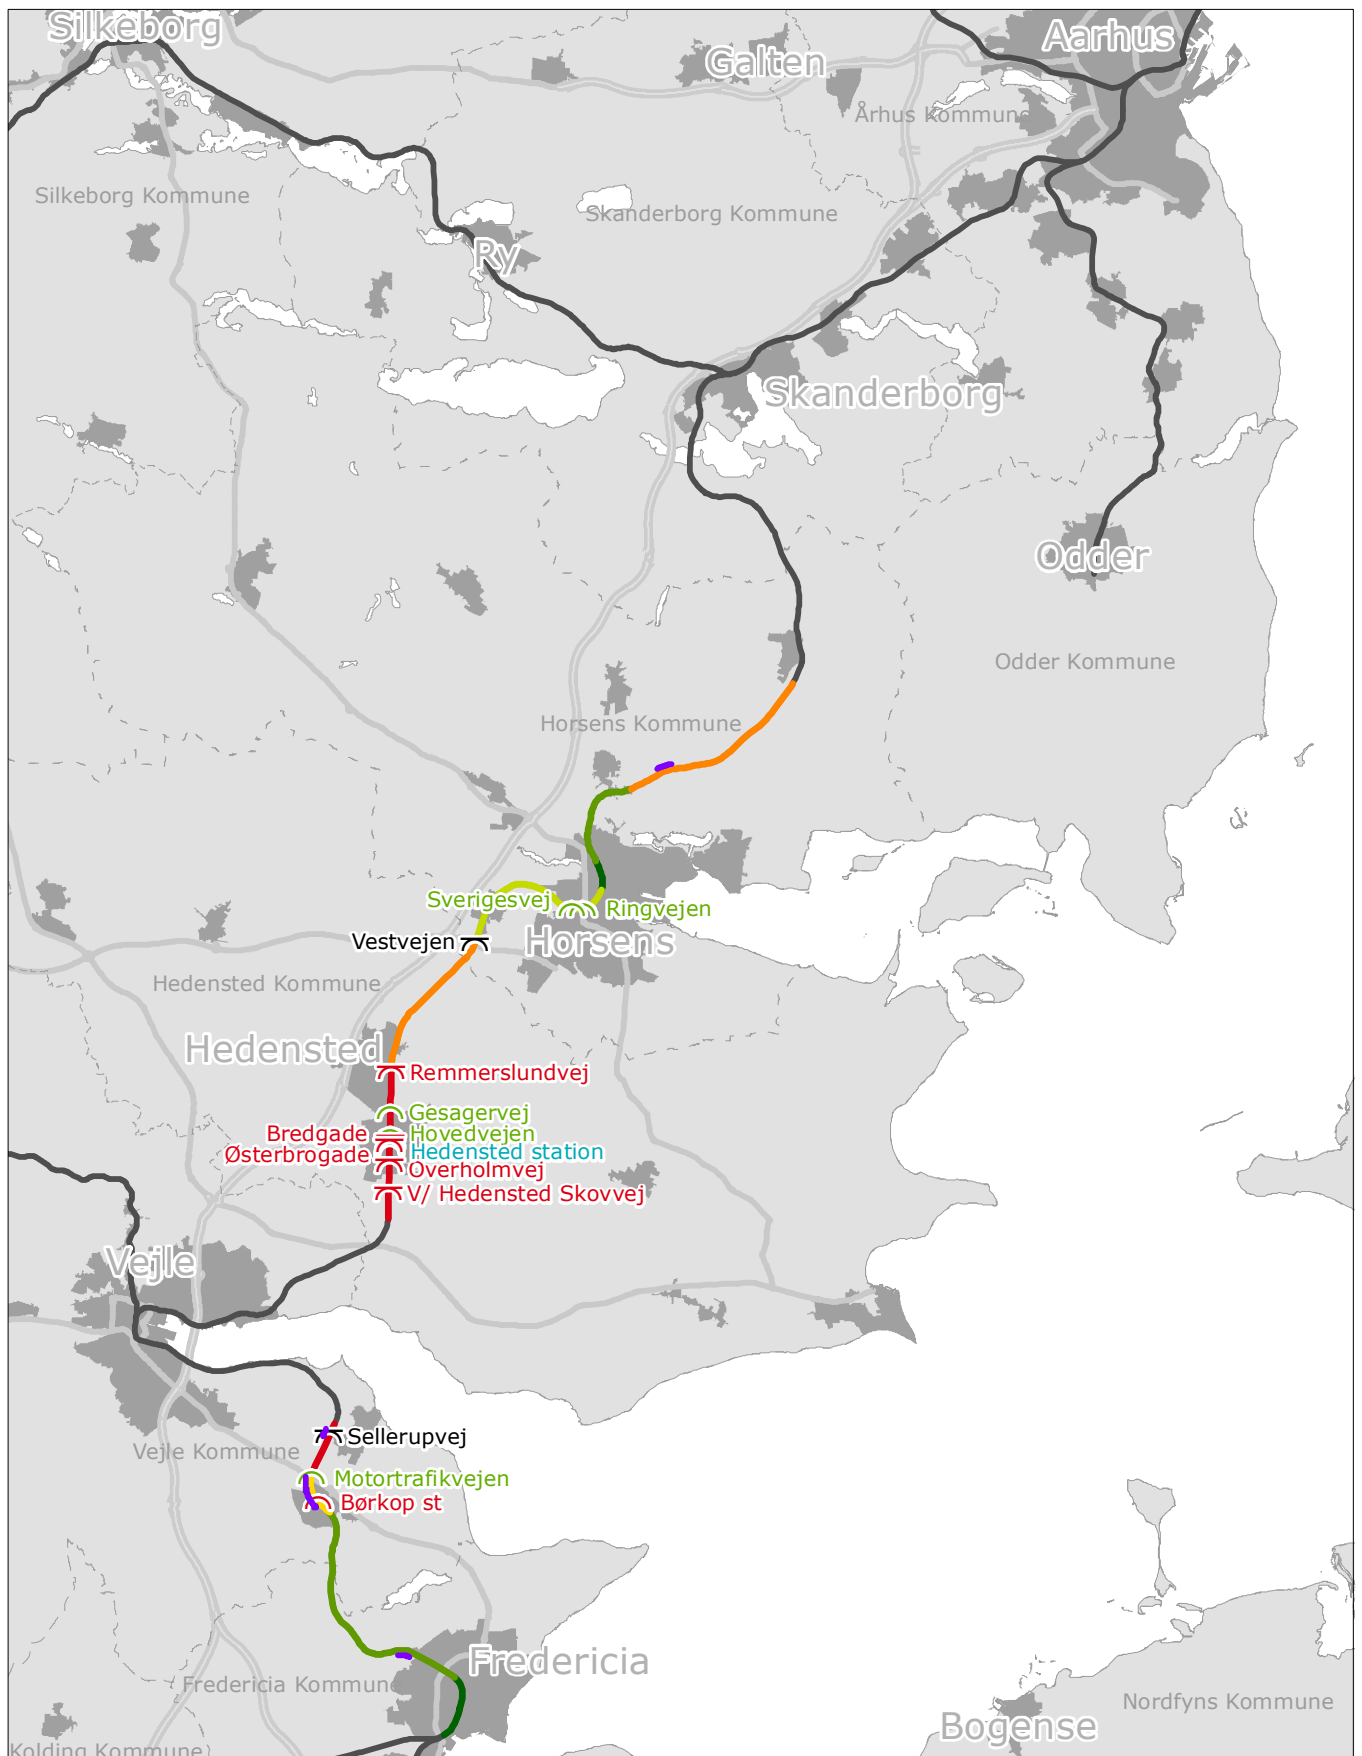 Silkeborg
Aarhus
Galten
Århus Kommune
Silkeborg Kommune
Skanderborg Kommune
Ry
Skanderborg
Odder
Odder Kommune
Horsens Kommune
Sverigesvej
Ringvejen
Vestvejen
Horsens
Hedensted Kommune
Hedensted
Remmerslundvej
Gesagervej
Bredgade
Hovedvejen
Østerbrogade
Hedensted station
Overholmvej
V/ Hedensted Skovvej
Vejle
Sellerupvej
Vejle Kommune
Motortrafikvejen
Børkop st
Fredericia
Fredericia Kommune
Nordfyns Kommune
Bogense
Kolding Kommune